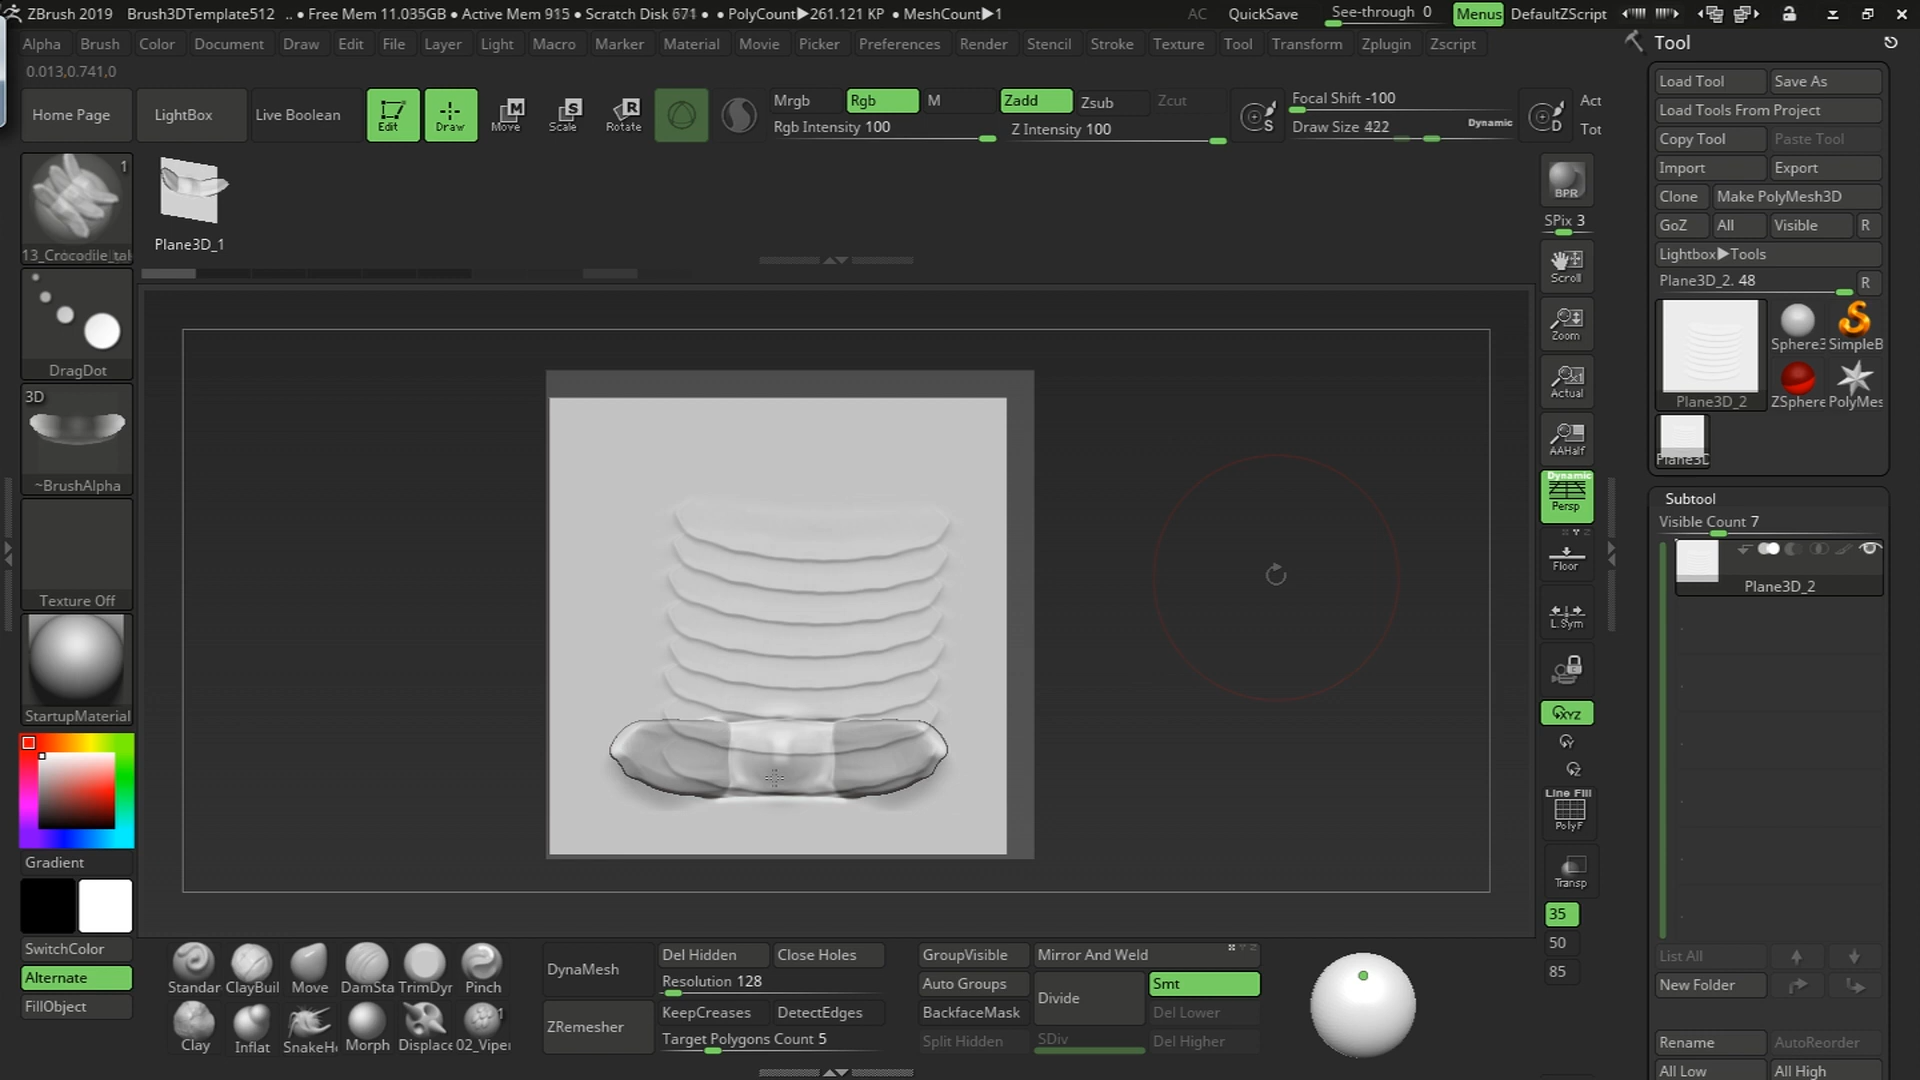 ZBrush 2019 Brush3DTemplate512 .. • Free Mem 11.035GB • Active Mem 915 • Scratch Disk 671 • • PolyCount▶261.121 KP • MeshCount▶1 AC QuickSave See-through 0 Menus DefaultZScript
Alpha Brush Color Document Draw Edit File Layer Light Macro Marker Material Movie Picker Preferences Render Stencil Stroke Texture Tool Transform Zplugin Zscript
Tool
0.013,0.741,0
Home Page
LightBox
Live Boolean
Edit
Draw
Move
Scale
Rotate
Mrgb Rgb M
Rgb Intensity 100
Zadd Zsub Zcut
Z Intensity 100
Focal Shift -100
Draw Size 422 Dynamic
Act
Tot
Load Tool Save As
Load Tools From Project
Copy Tool Paste Tool
Import Export
Clone Make PolyMesh3D
GoZ All Visible R
Lightbox▶Tools
Plane3D_2. 48 R
Plane3D_2
Sphere3
SimpleB
ZSphere
PolyMes
Subtool
Visible Count 7
Plane3D_2
List All
New Folder
Rename AutoReorder
All Low All High
1
DragDot
3D
~BrushAlpha
Texture Off
StartupMaterial
Gradient
SwitchColor
Alternate
FillObject
Plane3D_1
BPR
SPix 3
Scroll
Zoom
Actual
AAHalf
Dynamic
Persp
Floor
L.Sym
XYZ
Y
Z
Line Fill
PolyF
Transp
35
50
85
Standar ClayBuil Move DamSta TrimDyr Pinch
Clay Inflat SnakeHo Morph Displace 02_Viper
1
DynaMesh
ZRemesher
Del Hidden Close Holes
Resolution 128
KeepCreases DetectEdges
Target Polygons Count 5
GroupVisible
Auto Groups
BackfaceMask
Split Hidden
Mirror And Weld
Divide
Smt
Del Lower
SDiv
Del Higher